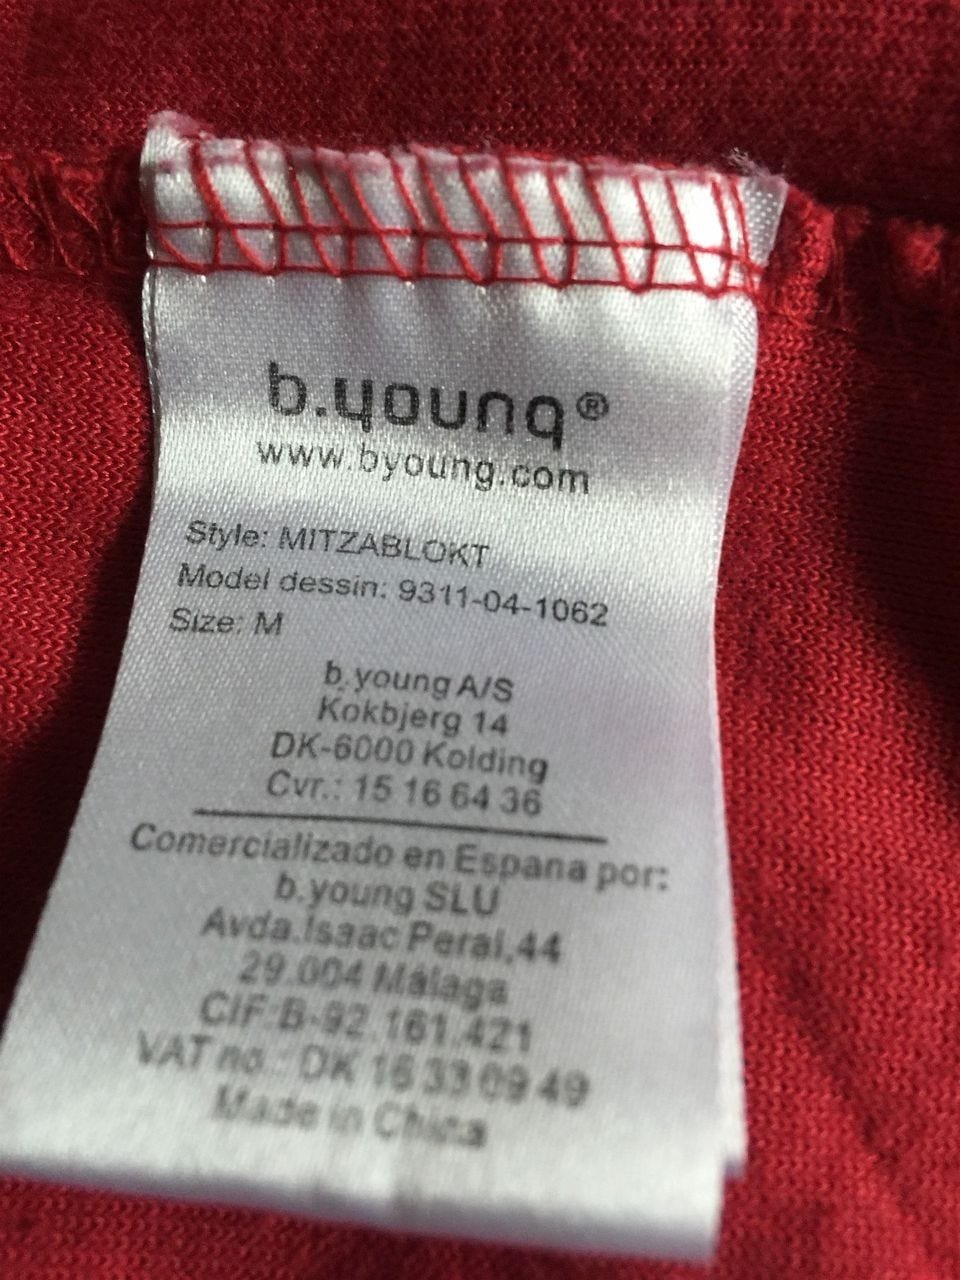 b.young®
www.byoung.com
Style: MITZABLOKT
Model dessin: 9311-04-1062
Size: M
b.young A/S
Kokbjerg 14
DK-6000 Kolding
Cvr.: 15 16 64 36
Comercializado en Espana por:
b.young SLU
Avda.Isaac Peral,44
29.004 Málaga
CIF:B-92.161.421
VAT no.: DK 16 33 09 49
Made in China